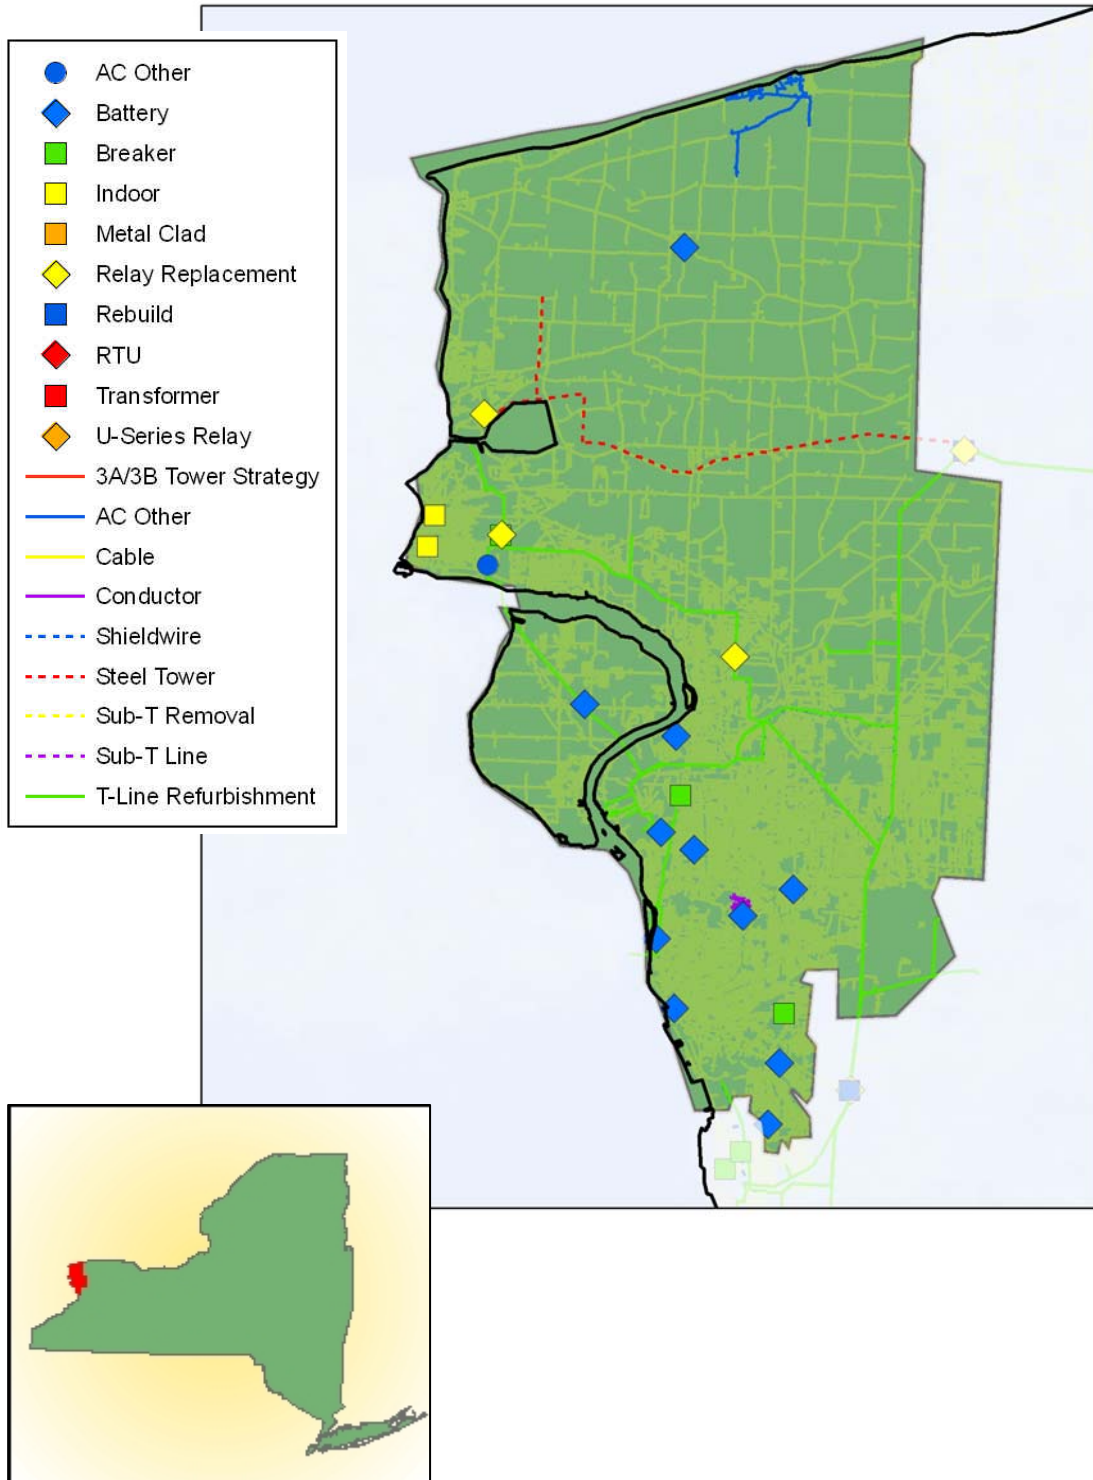 AC Other
Battery
Breaker
Indoor
Metal Clad
Relay Replacement
Rebuild
RTU
Transformer
U-Series Relay
3A/3B Tower Strategy
AC Other
Cable
Conductor
Shieldwire
Steel Tower
Sub-T Removal
Sub-T Line
T-Line Refurbishment